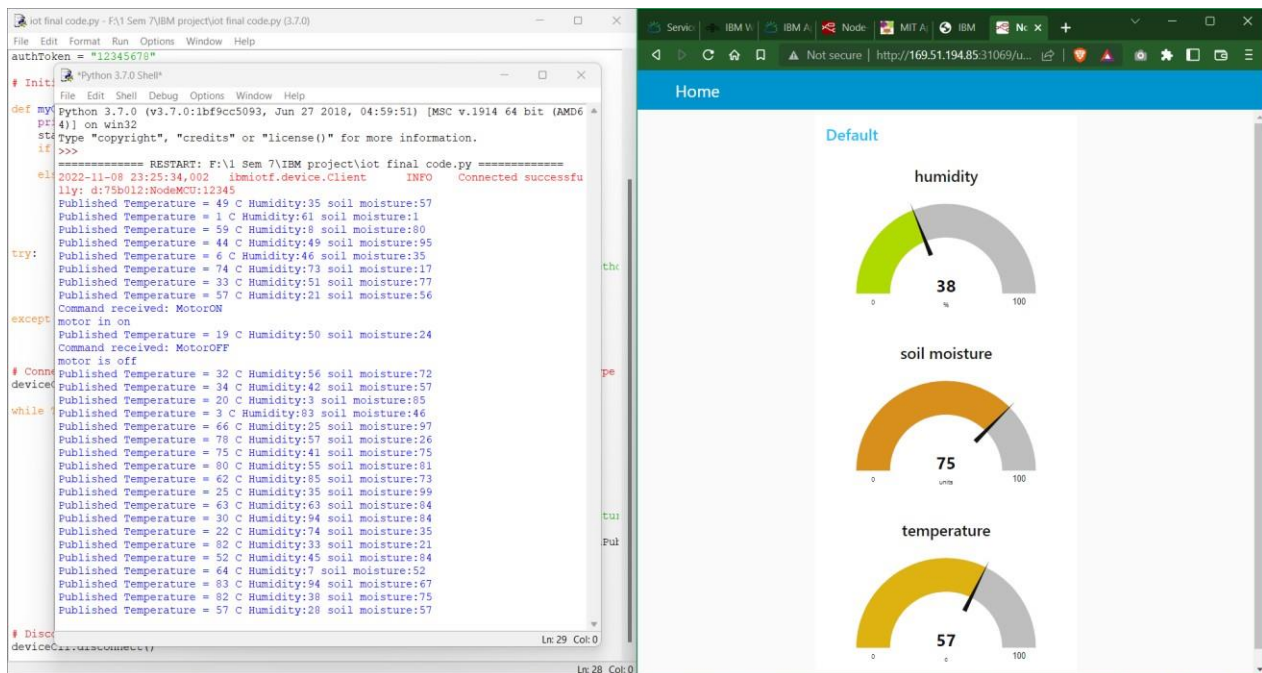 iot final code.py - F:\1 Sem 7\IBM project\iot final code.py (3.7.0)
File Edit Format Run Options Window Help
authToken = "12345678"
*Python 3.7.0 Shell*
# Initi
File Edit Shell Debug Options Window Help
def my
Python 3.7.0 (v3.7.0:1bf9cc5093, Jun 27 2018, 04:59:51) [MSC v.1914 64 bit (AMD6
4)] on win32
Type "copyright", "credits" or "license()" for more information.
>>>
============= RESTART: F:\1 Sem 7\IBM project\iot final code.py =============
2022-11-08 23:25:34,002 ibmiotf.device.Client INFO Connected successfu
lly: d:75b012:NodeMCU:12345
Published Temperature = 49 C Humidity:35 soil moisture:57
Published Temperature = 1 C Humidity:61 soil moisture:1
Published Temperature = 59 C Humidity:8 soil moisture:80
Published Temperature = 44 C Humidity:49 soil moisture:95
Published Temperature = 6 C Humidity:46 soil moisture:35
Published Temperature = 74 C Humidity:73 soil moisture:17
Published Temperature = 33 C Humidity:51 soil moisture:77
Published Temperature = 57 C Humidity:21 soil moisture:56
Command received: MotorON
motor in on
Published Temperature = 19 C Humidity:50 soil moisture:24
Command received: MotorOFF
motor is off
Published Temperature = 32 C Humidity:56 soil moisture:72
Published Temperature = 34 C Humidity:42 soil moisture:57
Published Temperature = 20 C Humidity:3 soil moisture:85
Published Temperature = 3 C Humidity:83 soil moisture:46
Published Temperature = 66 C Humidity:25 soil moisture:97
Published Temperature = 78 C Humidity:57 soil moisture:26
Published Temperature = 75 C Humidity:41 soil moisture:75
Published Temperature = 80 C Humidity:55 soil moisture:81
Published Temperature = 62 C Humidity:85 soil moisture:73
Published Temperature = 25 C Humidity:35 soil moisture:99
Published Temperature = 63 C Humidity:63 soil moisture:84
Published Temperature = 30 C Humidity:94 soil moisture:84
Published Temperature = 22 C Humidity:74 soil moisture:35
Published Temperature = 82 C Humidity:33 soil moisture:21
Published Temperature = 52 C Humidity:45 soil moisture:84
Published Temperature = 64 C Humidity:7 soil moisture:52
Published Temperature = 83 C Humidity:94 soil moisture:67
Published Temperature = 82 C Humidity:38 soil moisture:75
Published Temperature = 57 C Humidity:28 soil moisture:57
Ln: 29 Col: 0
try:
except
# Conne
while
# Disco
deviceCli.disconnect()
Ln: 28 Col: 0
Servic IBM W IBM A Node MIT A IBM No
Not secure | http://169.51.194.85:31069/u...
Home
Default
humidity
38
%
0 100
soil moisture
75
units
0 100
temperature
57
c
0 100